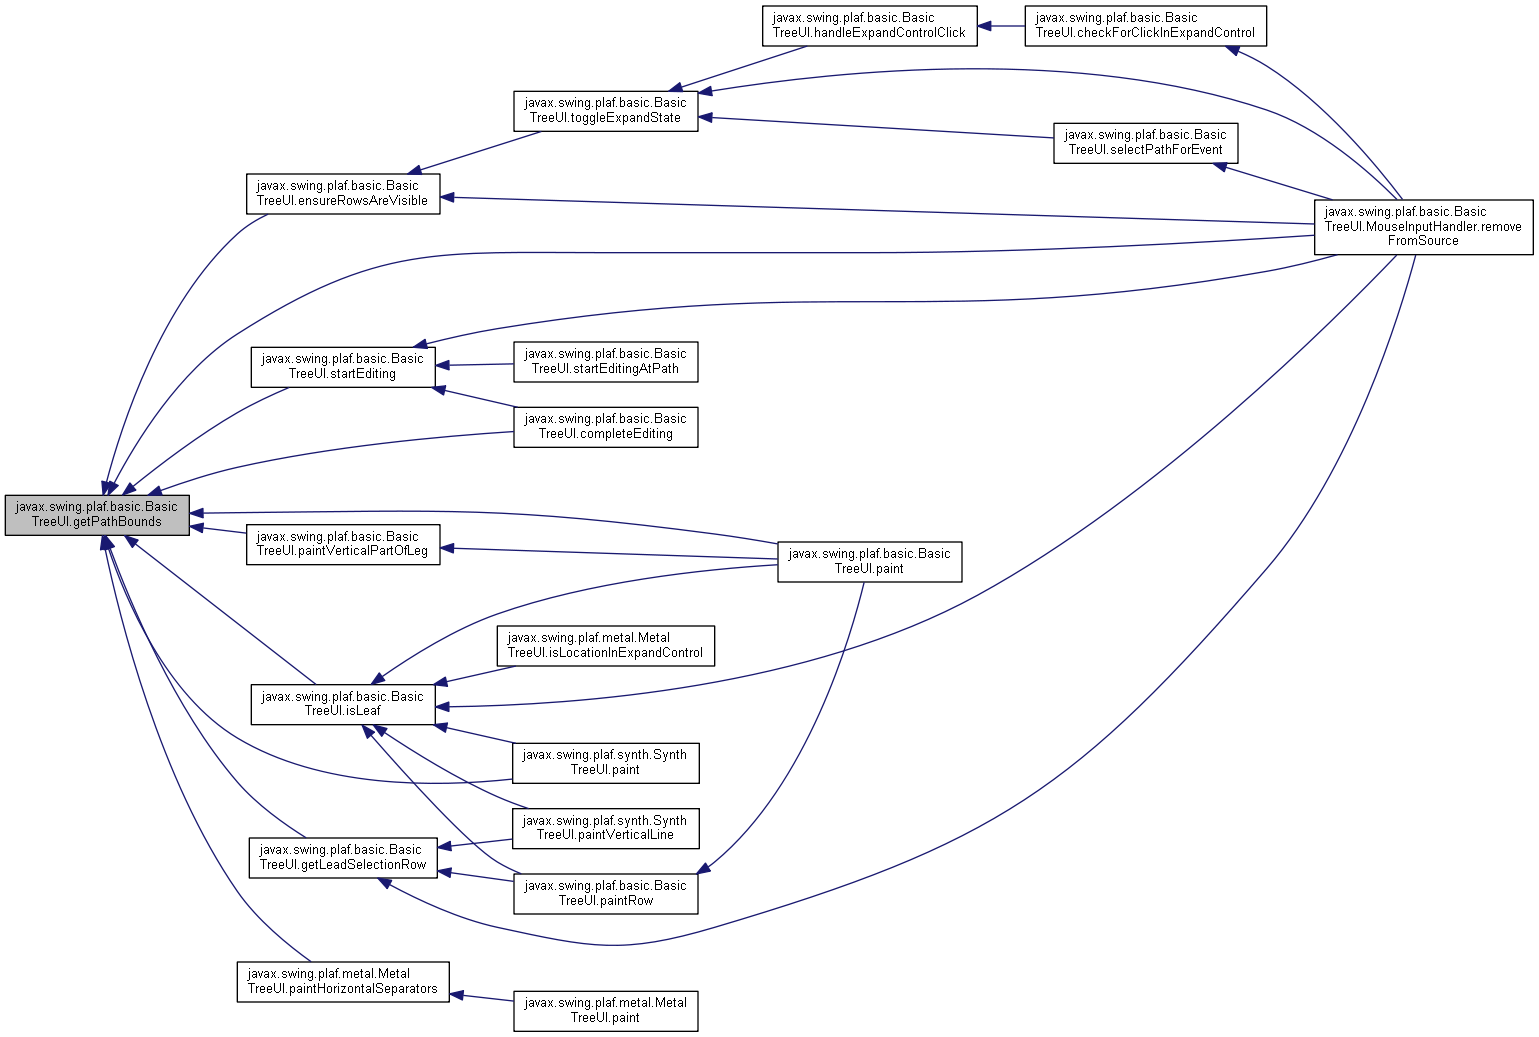 javax.swing.plaf.basic.Basic
TreeUI.handleExpandControlClick
javax.swing.plaf.basic.Basic
TreeUI.checkForClickInExpandControl
javax.swing.plaf.basic.Basic
TreeUI.toggleExpandState
javax.swing.plaf.basic.Basic
TreeUI.selectPathForEvent
javax.swing.plaf.basic.Basic
TreeUI.ensureRowsAreVisible
javax.swing.plaf.basic.Basic
TreeUI.MouseInputHandler.remove
FromSource
javax.swing.plaf.basic.Basic
TreeUI.startEditing
javax.swing.plaf.basic.Basic
TreeUI.startEditingAtPath
javax.swing.plaf.basic.Basic
TreeUI.completeEditing
javax.swing.plaf.basic.Basic
TreeUI.getPathBounds
javax.swing.plaf.basic.Basic
TreeUI.paintVerticalPartOfLeg
javax.swing.plaf.basic.Basic
TreeUI.paint
javax.swing.plaf.metal.Metal
TreeUI.isLocationInExpandControl
javax.swing.plaf.basic.Basic
TreeUI.isLeaf
javax.swing.plaf.synth.Synth
TreeUI.paint
javax.swing.plaf.synth.Synth
TreeUI.paintVerticalLine
javax.swing.plaf.basic.Basic
TreeUI.getLeadSelectionRow
javax.swing.plaf.basic.Basic
TreeUI.paintRow
javax.swing.plaf.metal.Metal
TreeUI.paintHorizontalSeparators
javax.swing.plaf.metal.Metal
TreeUI.paint